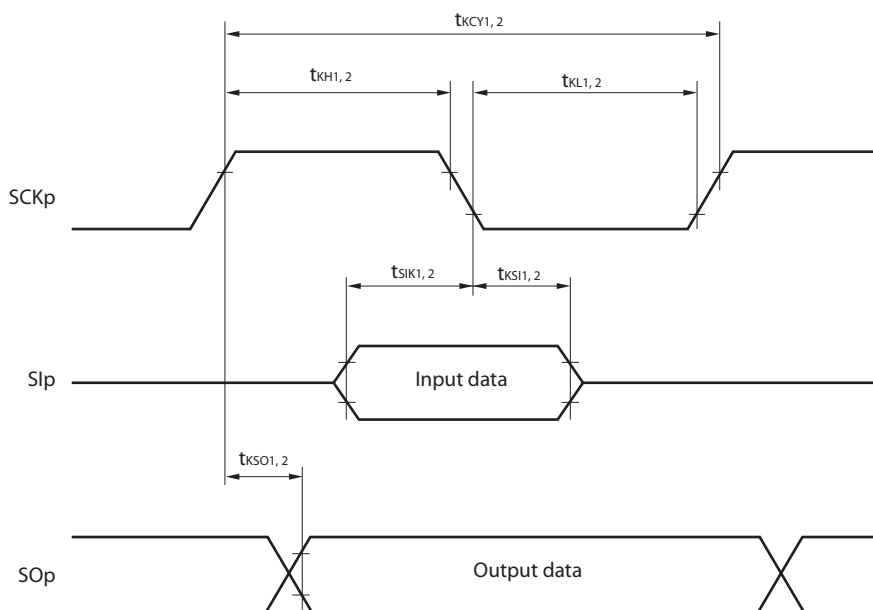 tKCY1, 2
tKH1, 2
tKL1, 2
SCKp
tSIK1, 2
tKSI1, 2
SIp
Input data
tKSO1, 2
SOp
Output data